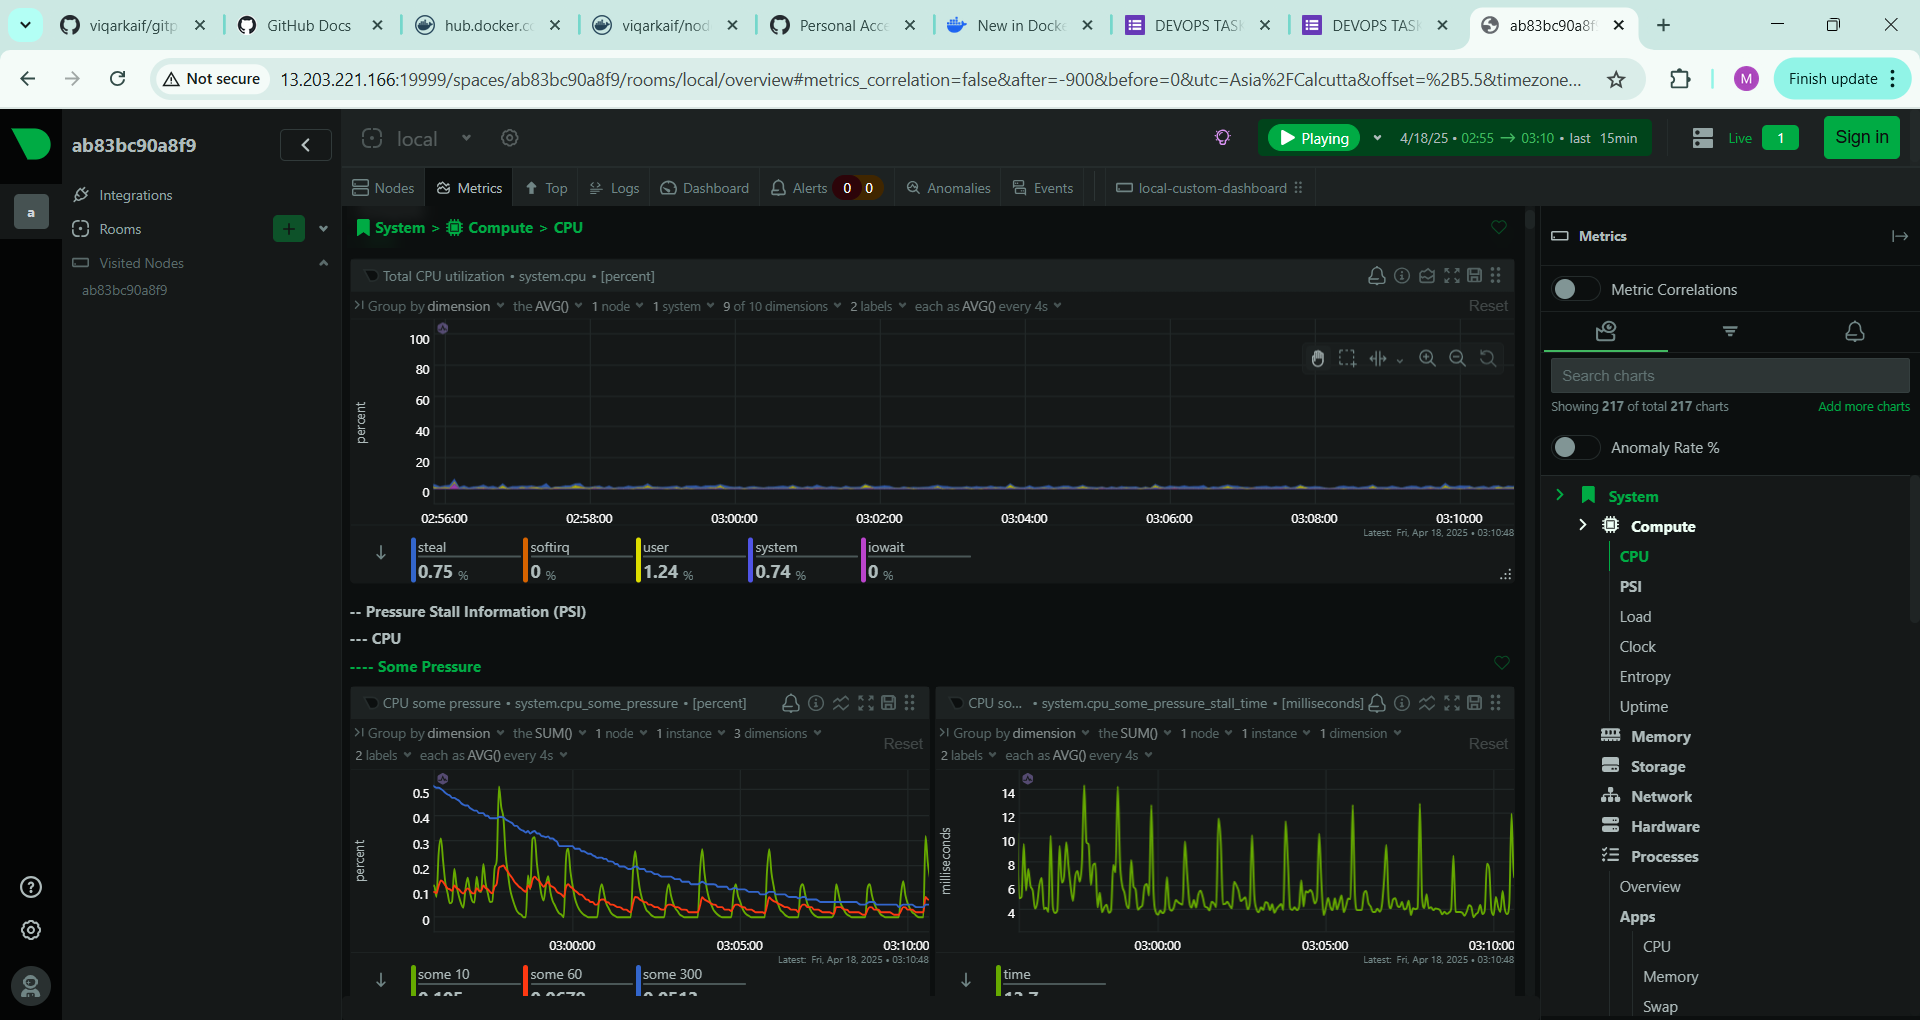 viqarkaif/gitp
GitHub Docs
hub.docker.cc
viqarkaif/nod
Personal Acce
New in Docke
DEVOPS TASK
DEVOPS TASK
ab83bc90a8f9
Not secure
13.203.221.166:19999/spaces/ab83bc90a8f9/rooms/local/overview#metrics_correlation=false&after=-900&before=0&utc=Asia%2FCalcutta&offset=%2B5.5&timezone...
M
Finish update
ab83bc90a8f9
local
Playing
4/18/25 • 02:55 → 03:10 • last 15min
Live
1
Sign in
a
Integrations
Rooms
Visited Nodes
ab83bc90a8f9
Nodes
Metrics
Top
Logs
Dashboard
Alerts 0 0
Anomalies
Events
local-custom-dashboard
System > Compute > CPU
Total CPU utilization • system.cpu • [percent]
Group by dimension the AVG() 1 node 1 system 9 of 10 dimensions 2 labels each as AVG() every 4s
Reset
percent
100
80
60
40
20
0
02:56:00 02:58:00 03:00:00 03:02:00 03:04:00 03:06:00 03:08:00 03:10:00
Latest: Fri, Apr 18, 2025 • 03:10:48
steal
0.75 %
softirq
0 %
user
1.24 %
system
0.74 %
iowait
0 %
-- Pressure Stall Information (PSI)
--- CPU
---- Some Pressure
CPU some pressure • system.cpu_some_pressure • [percent]
Group by dimension the SUM() 1 node 1 instance 3 dimensions
2 labels each as AVG() every 4s
Reset
percent
0.5
0.4
0.3
0.2
0.1
0
03:00:00 03:05:00 03:10:00
Latest: Fri, Apr 18, 2025 • 03:10:48
some 10
some 60
some 300
CPU so... • system.cpu_some_pressure_stall_time • [milliseconds]
Group by dimension the SUM() 1 node 1 instance 1 dimension
2 labels each as AVG() every 4s
Reset
milliseconds
14
12
10
8
6
4
03:00:00 03:05:00 03:10:00
Latest: Fri, Apr 18, 2025 • 03:10:48
time
Metrics
Metric Correlations
Search charts
Showing 217 of total 217 charts
Add more charts
Anomaly Rate %
System
Compute
CPU
PSI
Load
Clock
Entropy
Uptime
Memory
Storage
Network
Hardware
Processes
Overview
Apps
CPU
Memory
Swap